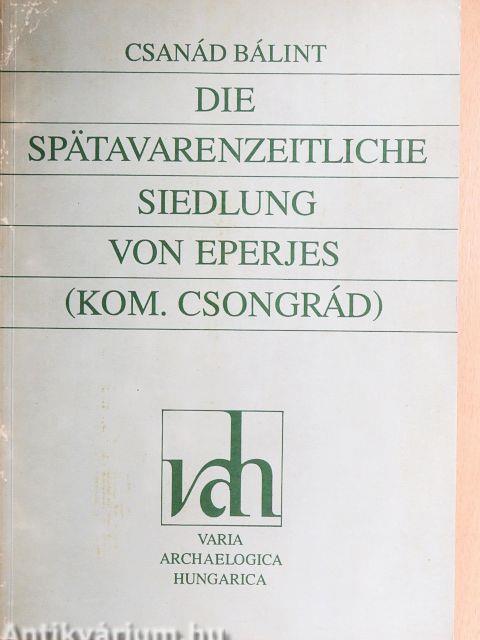 CSANÁD BÁLINT
DIE
SPÄTAVARENZEITLICHE
SIEDLUNG
VON EPERJES
(KOM. CSONGRÁD)
vah
VARIA
ARCHAELOGICA
HUNGARICA
Antikvárium.hu